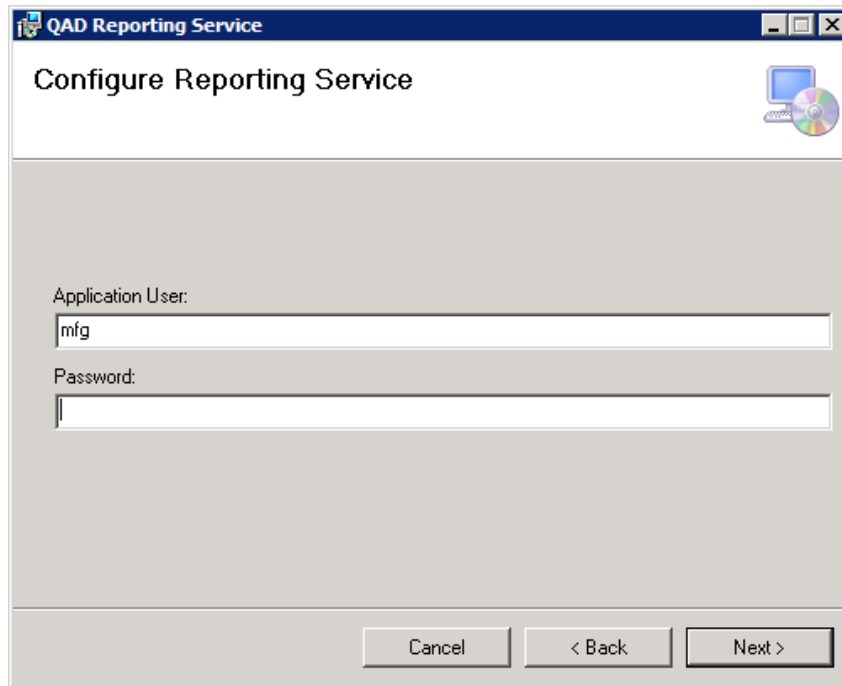 QAD Reporting Service
Configure Reporting Service
Application User:
mfg
Password:
Cancel
< Back
Next >